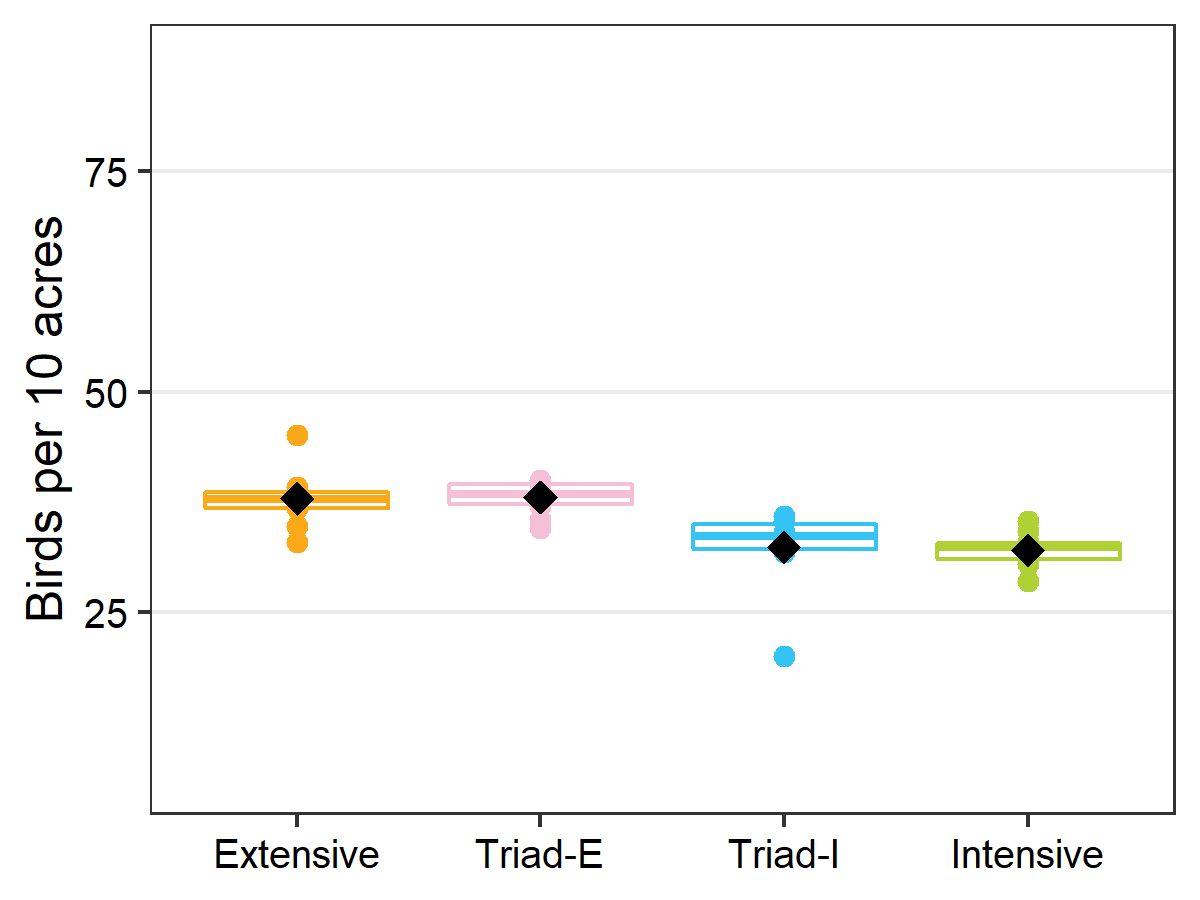 Birds per 10 acres
75
50
25
Extensive
Triad-E
Triad-I
Intensive